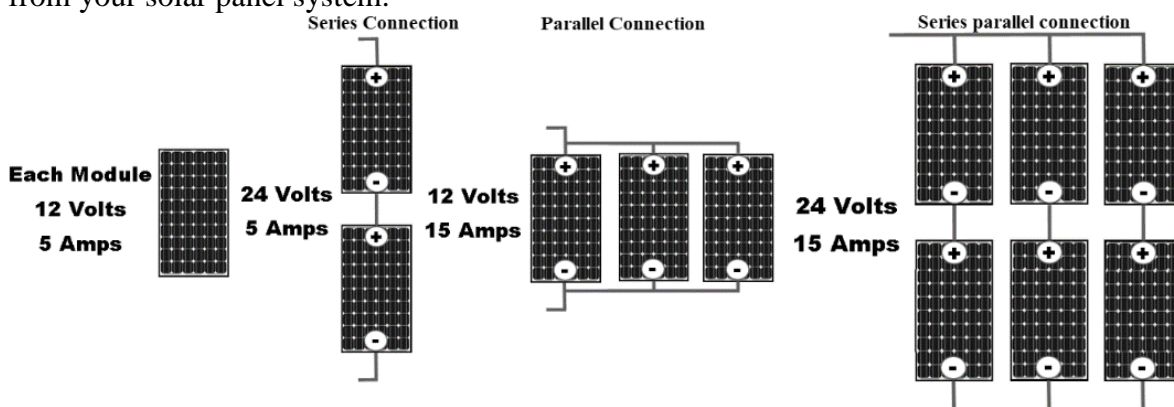 from your solar panel system.
Series Connection
Parallel Connection
Series parallel connection
Each Module
12 Volts
5 Amps
+
-
+
-
24 Volts
5 Amps
12 Volts
15 Amps
+ + +
- - -
24 Volts
15 Amps
+ + +
- - -
+ + +
- - -